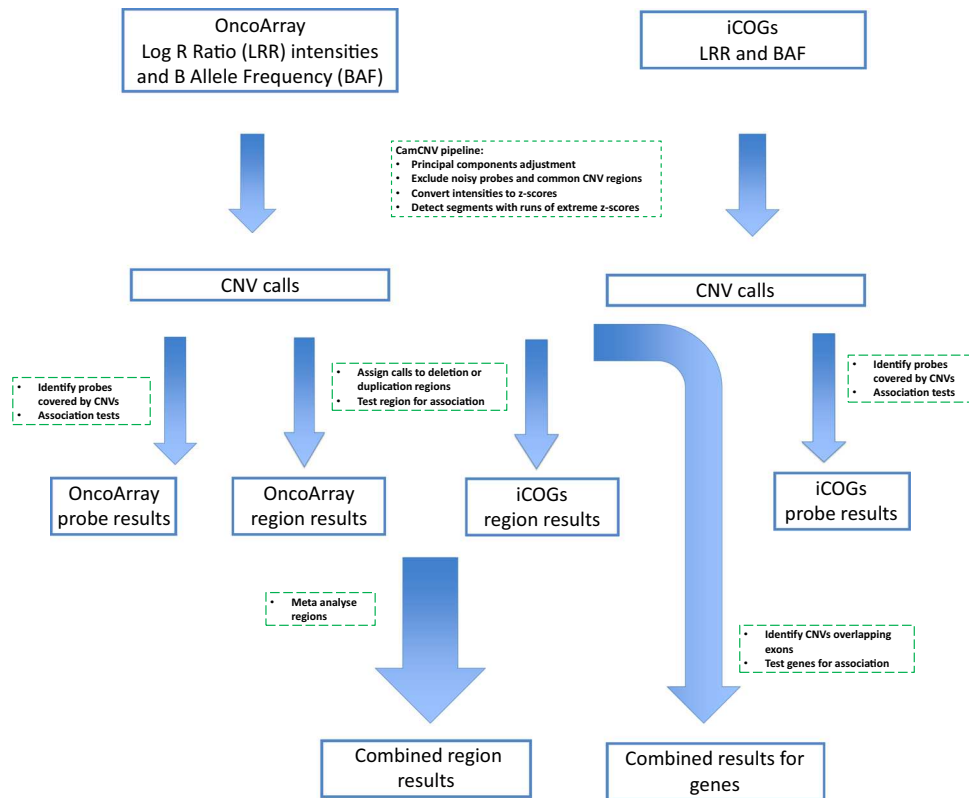 OncoArray
Log R Ratio (LRR) intensities
and B Allele Frequency (BAF)
iCOGs
LRR and BAF
CamCNV pipeline:
• Principal components adjustment
• Exclude noisy probes and common CNV regions
• Convert intensities to z-scores
• Detect segments with runs of extreme z-scores
CNV calls
CNV calls
• Identify probes
covered by CNVs
• Association tests
• Assign calls to deletion or
duplication regions
• Test region for association
• Identify probes
covered by CNVs
• Association tests
OncoArray
probe results
OncoArray
region results
iCOGs
region results
iCOGs
probe results
• Meta analyse
regions
• Identify CNVs overlapping
exons
• Test genes for association
Combined region
results
Combined results for
genes